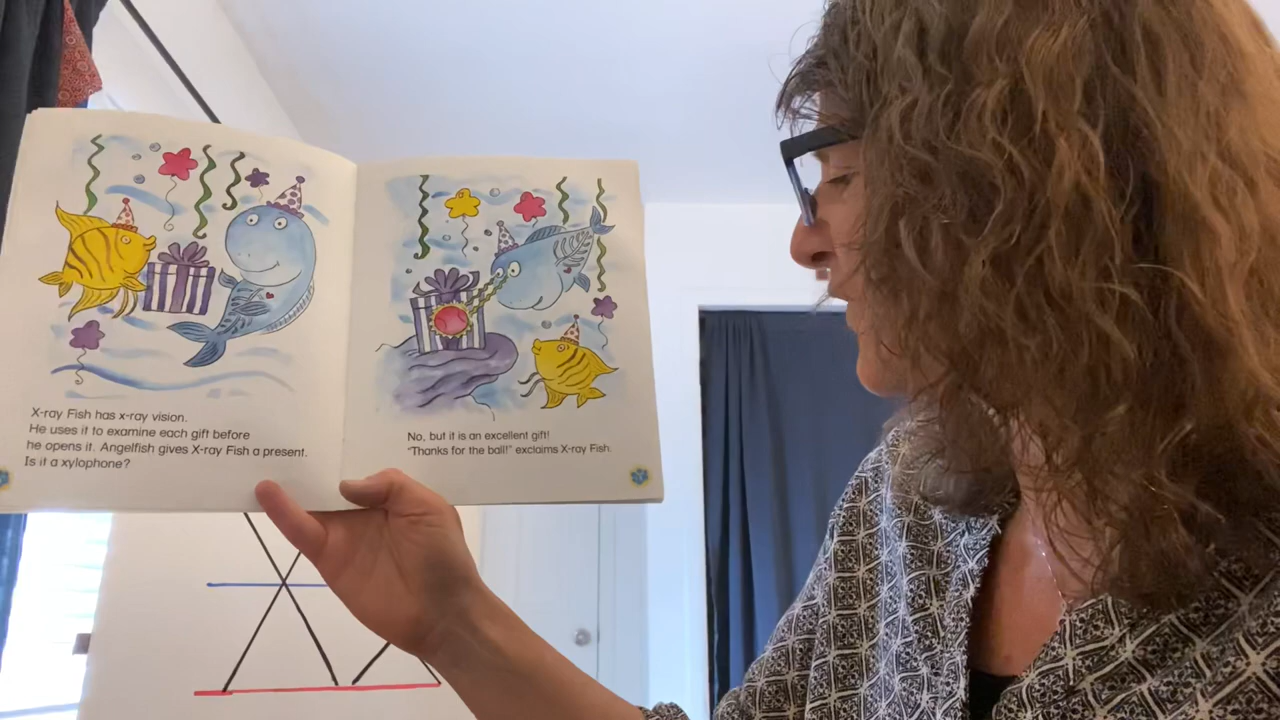 X-ray Fish has x-ray vision.
He uses it to examine each gift before
he opens it. Angelfish gives X-ray Fish a present.
Is it a xylophone?
No, but it is an excellent gift!
"Thanks for the ball!" exclaims X-ray Fish.
X